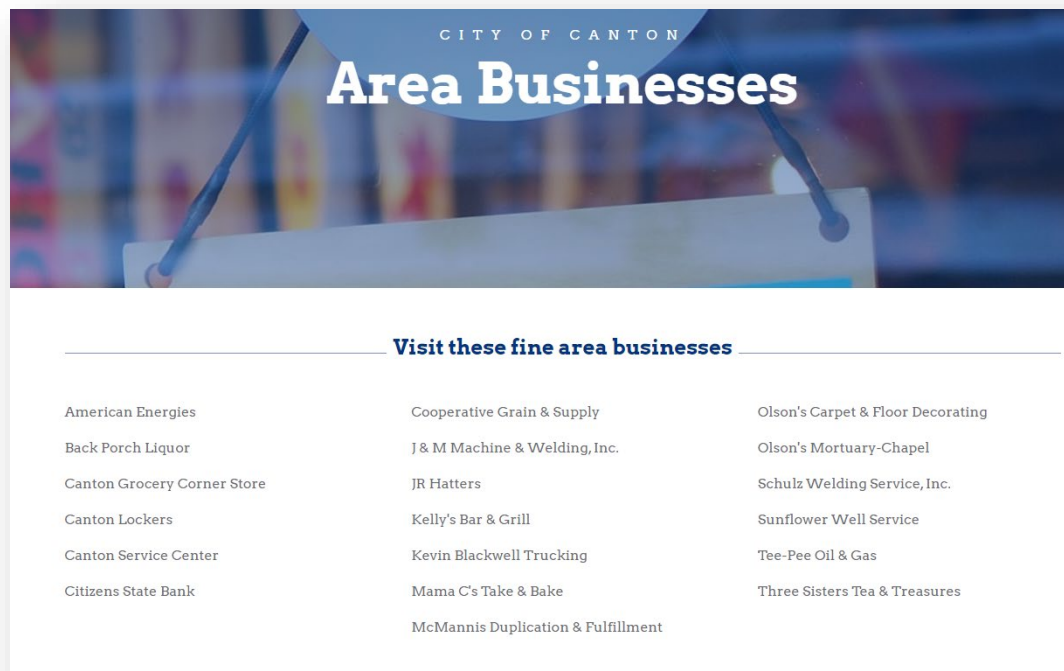 CITY OF CANTON
Area Businesses
Visit these fine area businesses
American Energies
Back Porch Liquor
Canton Grocery Corner Store
Canton Lockers
Canton Service Center
Citizens State Bank
Cooperative Grain & Supply
J & M Machine & Welding, Inc.
JR Hatters
Kelly's Bar & Grill
Kevin Blackwell Trucking
Mama C's Take & Bake
McMannis Duplication & Fulfillment
Olson's Carpet & Floor Decorating
Olson's Mortuary-Chapel
Schulz Welding Service, Inc.
Sunflower Well Service
Tee-Pee Oil & Gas
Three Sisters Tea & Treasures